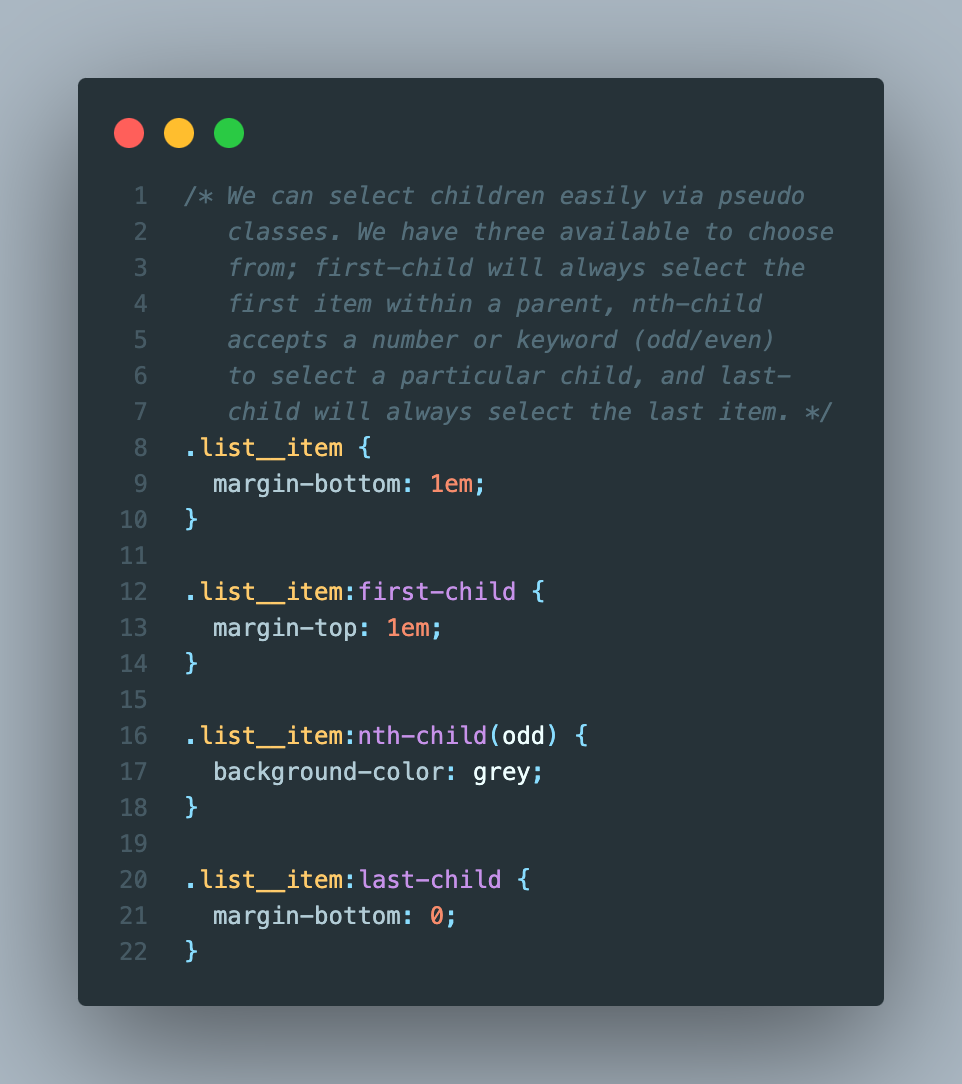 1 /* We can select children easily via pseudo
2 classes. We have three available to choose
3 from; first-child will always select the
4 first item within a parent, nth-child
5 accepts a number or keyword (odd/even)
6 to select a particular child, and last-
7 child will always select the last item. */
8 .list__item {
9 margin-bottom: 1em;
10 }
11
12 .list__item:first-child {
13 margin-top: 1em;
14 }
15
16 .list__item:nth-child(odd) {
17 background-color: grey;
18 }
19
20 .list__item:last-child {
21 margin-bottom: 0;
22 }